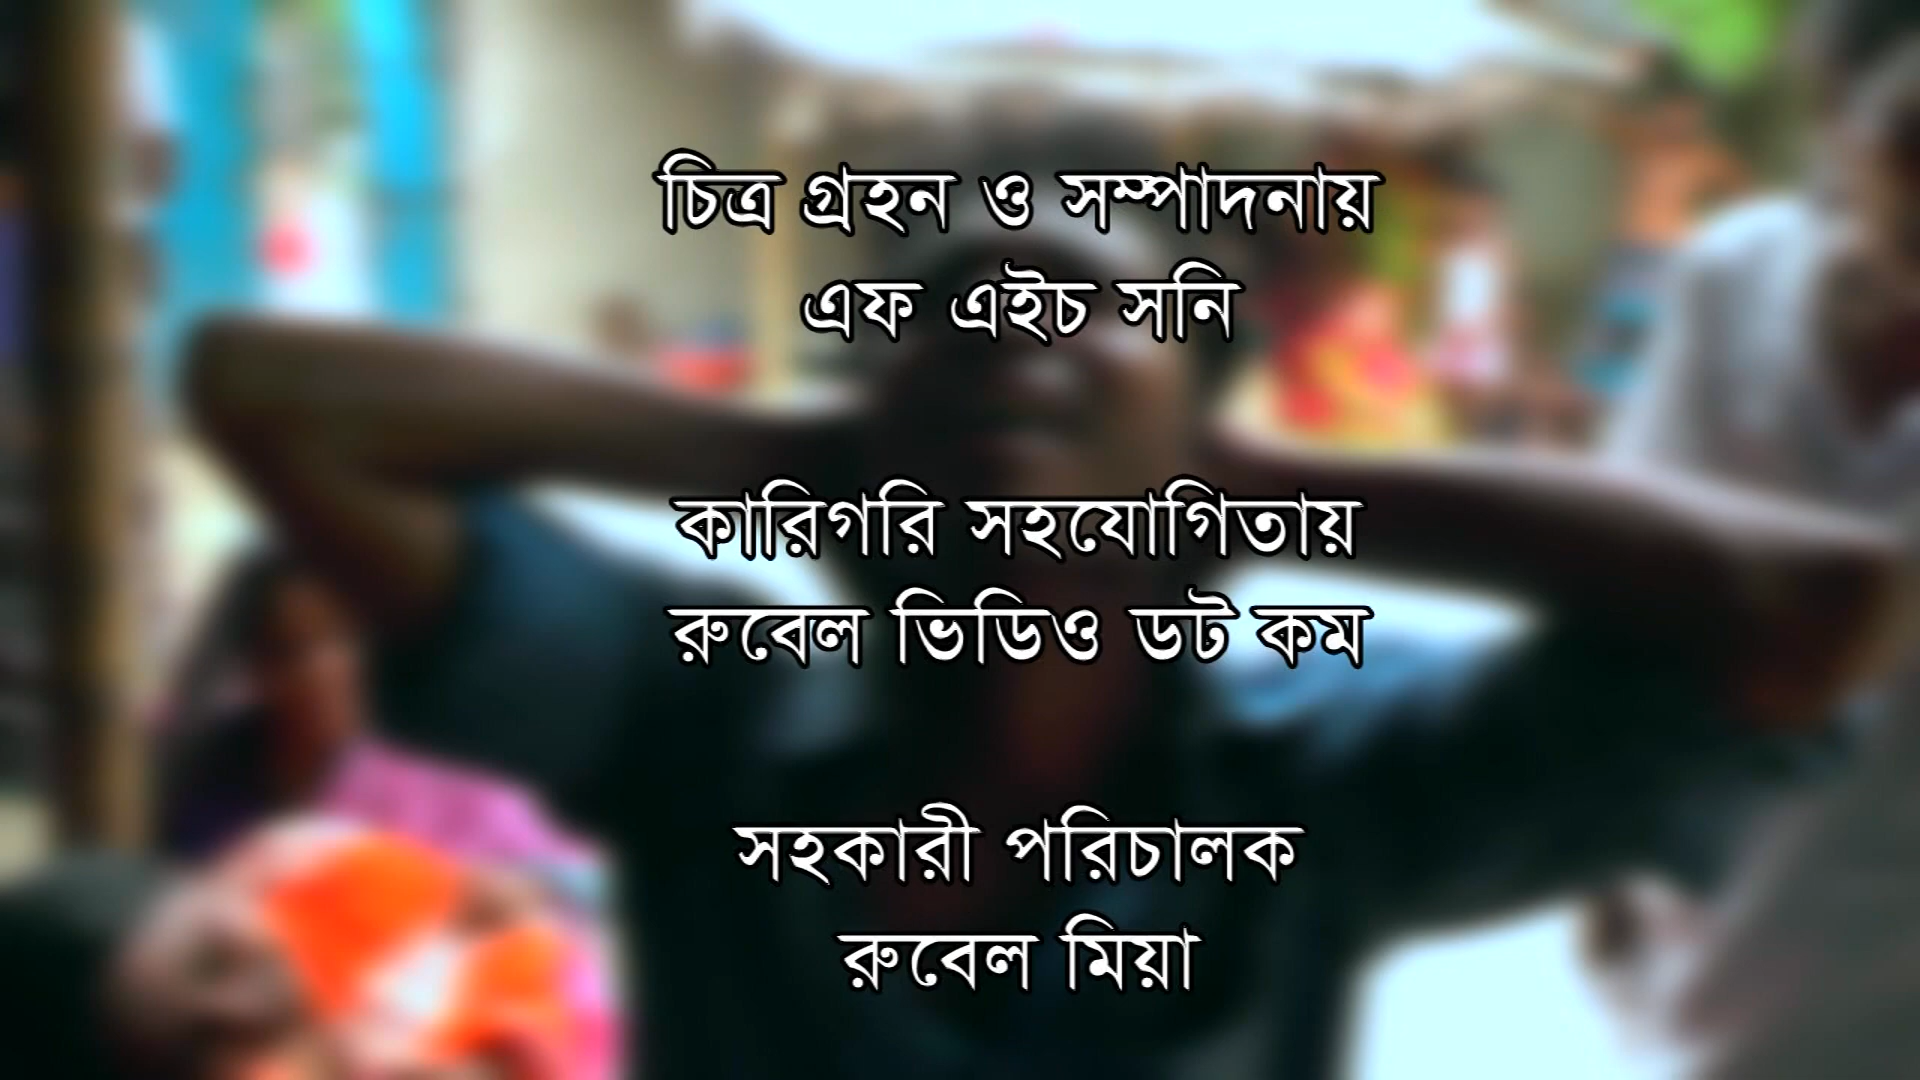 চিত্র গ্রহন ও সম্পাদনায়
এফ এইচ সনি
কারিগরি সহযোগিতায়
রুবেল ভিডিও ডট কম
সহকারী পরিচালক
রুবেল মিয়া